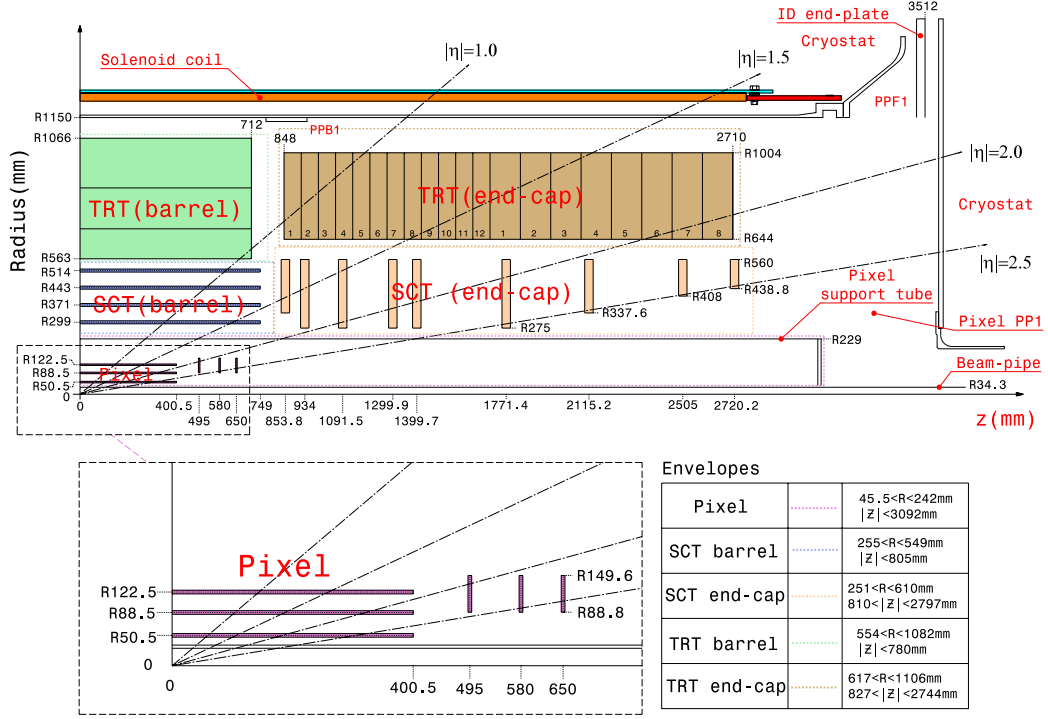 ID end-plate
3512
Cryostat
|η|=1.0
|η|=1.5
Solenoid coil
PPF1
R1150
PPB1
712
848
2710
R1066
R1004
|η|=2.0
Radius(mm)
TRT(barrel)
TRT(end-cap)
Cryostat
1 2 3 4 5 6 7 8 9 10 11 12 1 2 3 4 5 6 7 8
R644
R563
R560
|η|=2.5
R514
R443
SCT(barrel)
SCT (end-cap)
R438.8
R408
Pixel
support tube
R371
R337.6
Pixel PP1
R299
R275
R229
R122.5
R88.5
Pixel
Beam-pipe
R50.5
R34.3
0
0
400.5
749
934
1299.9
1771.4
2115.2
2505
2720.2
495
580
650
853.8
1091.5
1399.7
z(mm)
Envelopes
Pixel
45.5<R<242mm
|Z|<3092mm
SCT barrel
255<R<549mm
|Z|<805mm
SCT end-cap
251<R<610mm
810<|Z|<2797mm
TRT barrel
554<R<1082mm
|Z|<780mm
TRT end-cap
617<R<1106mm
827<|Z|<2744mm
Pixel
R122.5
R149.6
R88.5
R88.8
R50.5
0
0
400.5
495
580
650